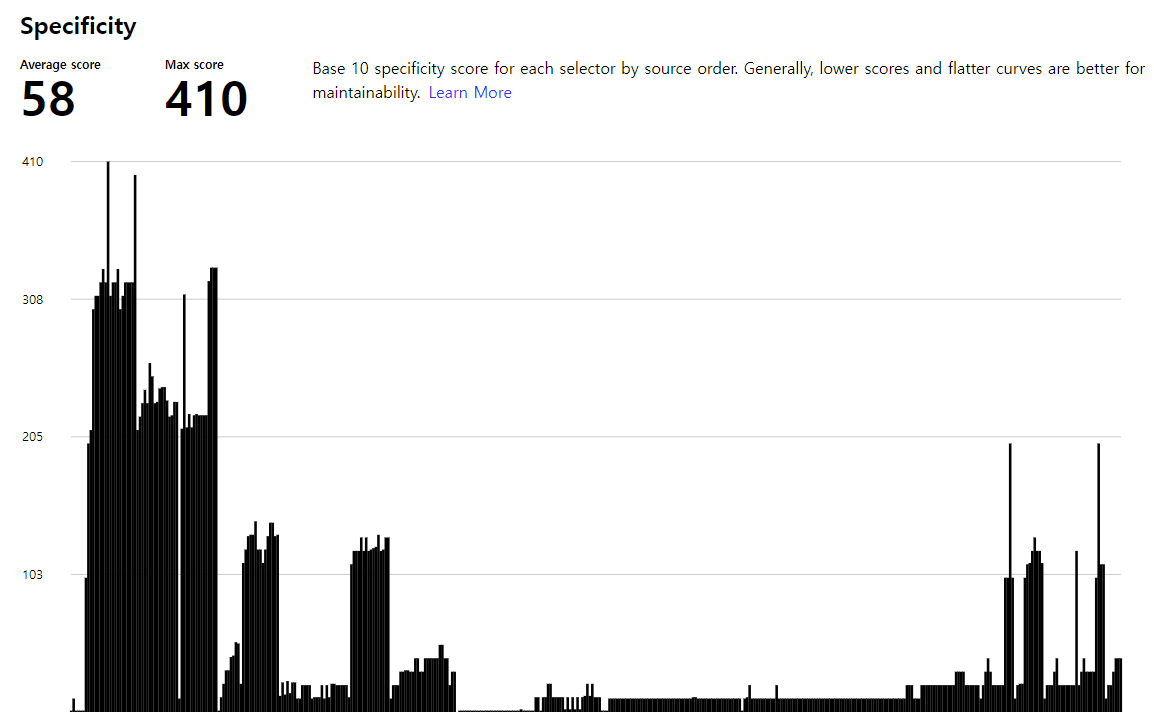 Specificity
Average score
58
Max score
410
Base 10 specificity score for each selector by source order. Generally, lower scores and flatter curves are better for
maintainability. Learn More
410
308
205
103